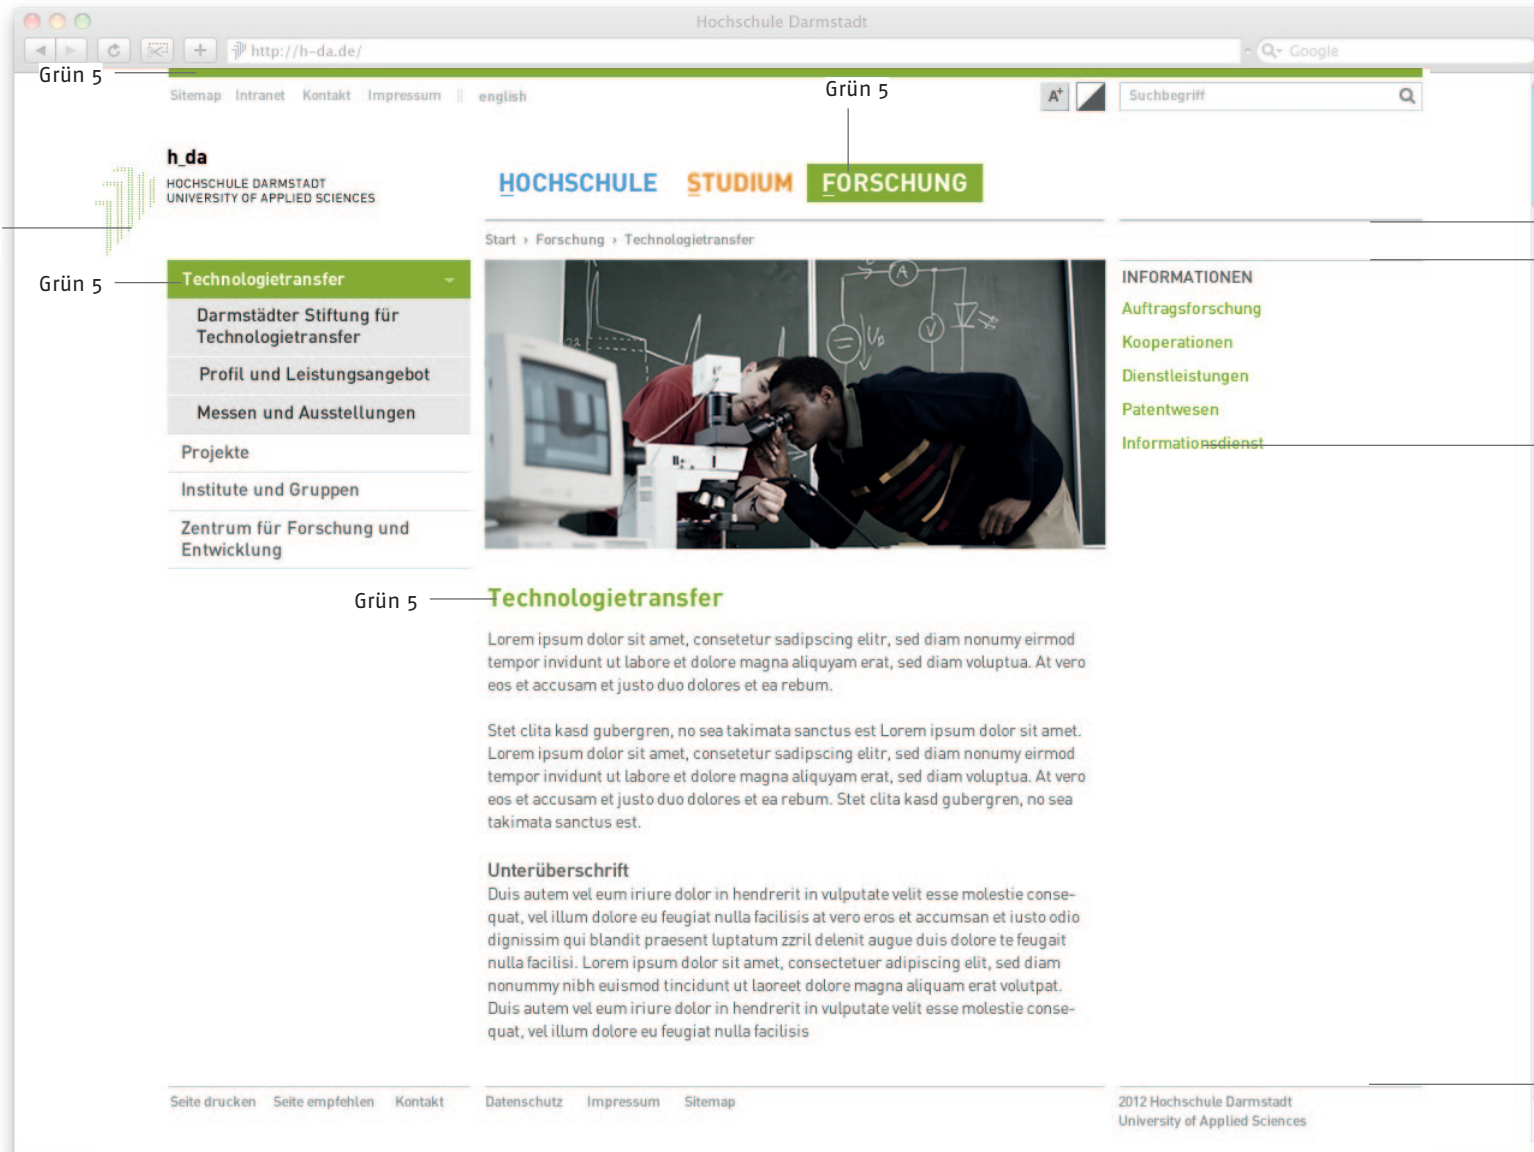 Hochschule Darmstadt
http://h-da.de/
Google
Grün 5
Sitemap Intranet Kontakt Impressum || english
Grün 5
A+
Suchbegriff
h_da
HOCHSCHULE DARMSTADT
UNIVERSITY OF APPLIED SCIENCES
HOCHSCHULE STUDIUM FORSCHUNG
Start › Forschung › Technologietransfer
Grün 5
Technologietransfer
Darmstädter Stiftung für
Technologietransfer
Profil und Leistungsangebot
Messen und Ausstellungen
Projekte
Institute und Gruppen
Zentrum für Forschung und
Entwicklung
A
V
INFORMATIONEN
Auftragsforschung
Kooperationen
Dienstleistungen
Patentwesen
Informationsdienst
Grün 5
Technologietransfer
Lorem ipsum dolor sit amet, consetetur sadipscing elitr, sed diam nonumy eirmod
tempor invidunt ut labore et dolore magna aliquyam erat, sed diam voluptua. At vero
eos et accusam et justo duo dolores et ea rebum.
Stet clita kasd gubergren, no sea takimata sanctus est Lorem ipsum dolor sit amet.
Lorem ipsum dolor sit amet, consetetur sadipscing elitr, sed diam nonumy eirmod
tempor invidunt ut labore et dolore magna aliquyam erat, sed diam voluptua. At vero
eos et accusam et justo duo dolores et ea rebum. Stet clita kasd gubergren, no sea
takimata sanctus est.
Unterüberschrift
Duis autem vel eum iriure dolor in hendrerit in vulputate velit esse molestie conse-
quat, vel illum dolore eu feugiat nulla facilisis at vero eros et accumsan et iusto odio
dignissim qui blandit praesent luptatum zzril delenit augue duis dolore te feugait
nulla facilisi. Lorem ipsum dolor sit amet, consectetuer adipiscing elit, sed diam
nonummy nibh euismod tincidunt ut laoreet dolore magna aliquam erat volutpat.
Duis autem vel eum iriure dolor in hendrerit in vulputate velit esse molestie conse-
quat, vel illum dolore eu feugiat nulla facilisis
Seite drucken Seite empfehlen Kontakt
Datenschutz Impressum Sitemap
2012 Hochschule Darmstadt
University of Applied Sciences